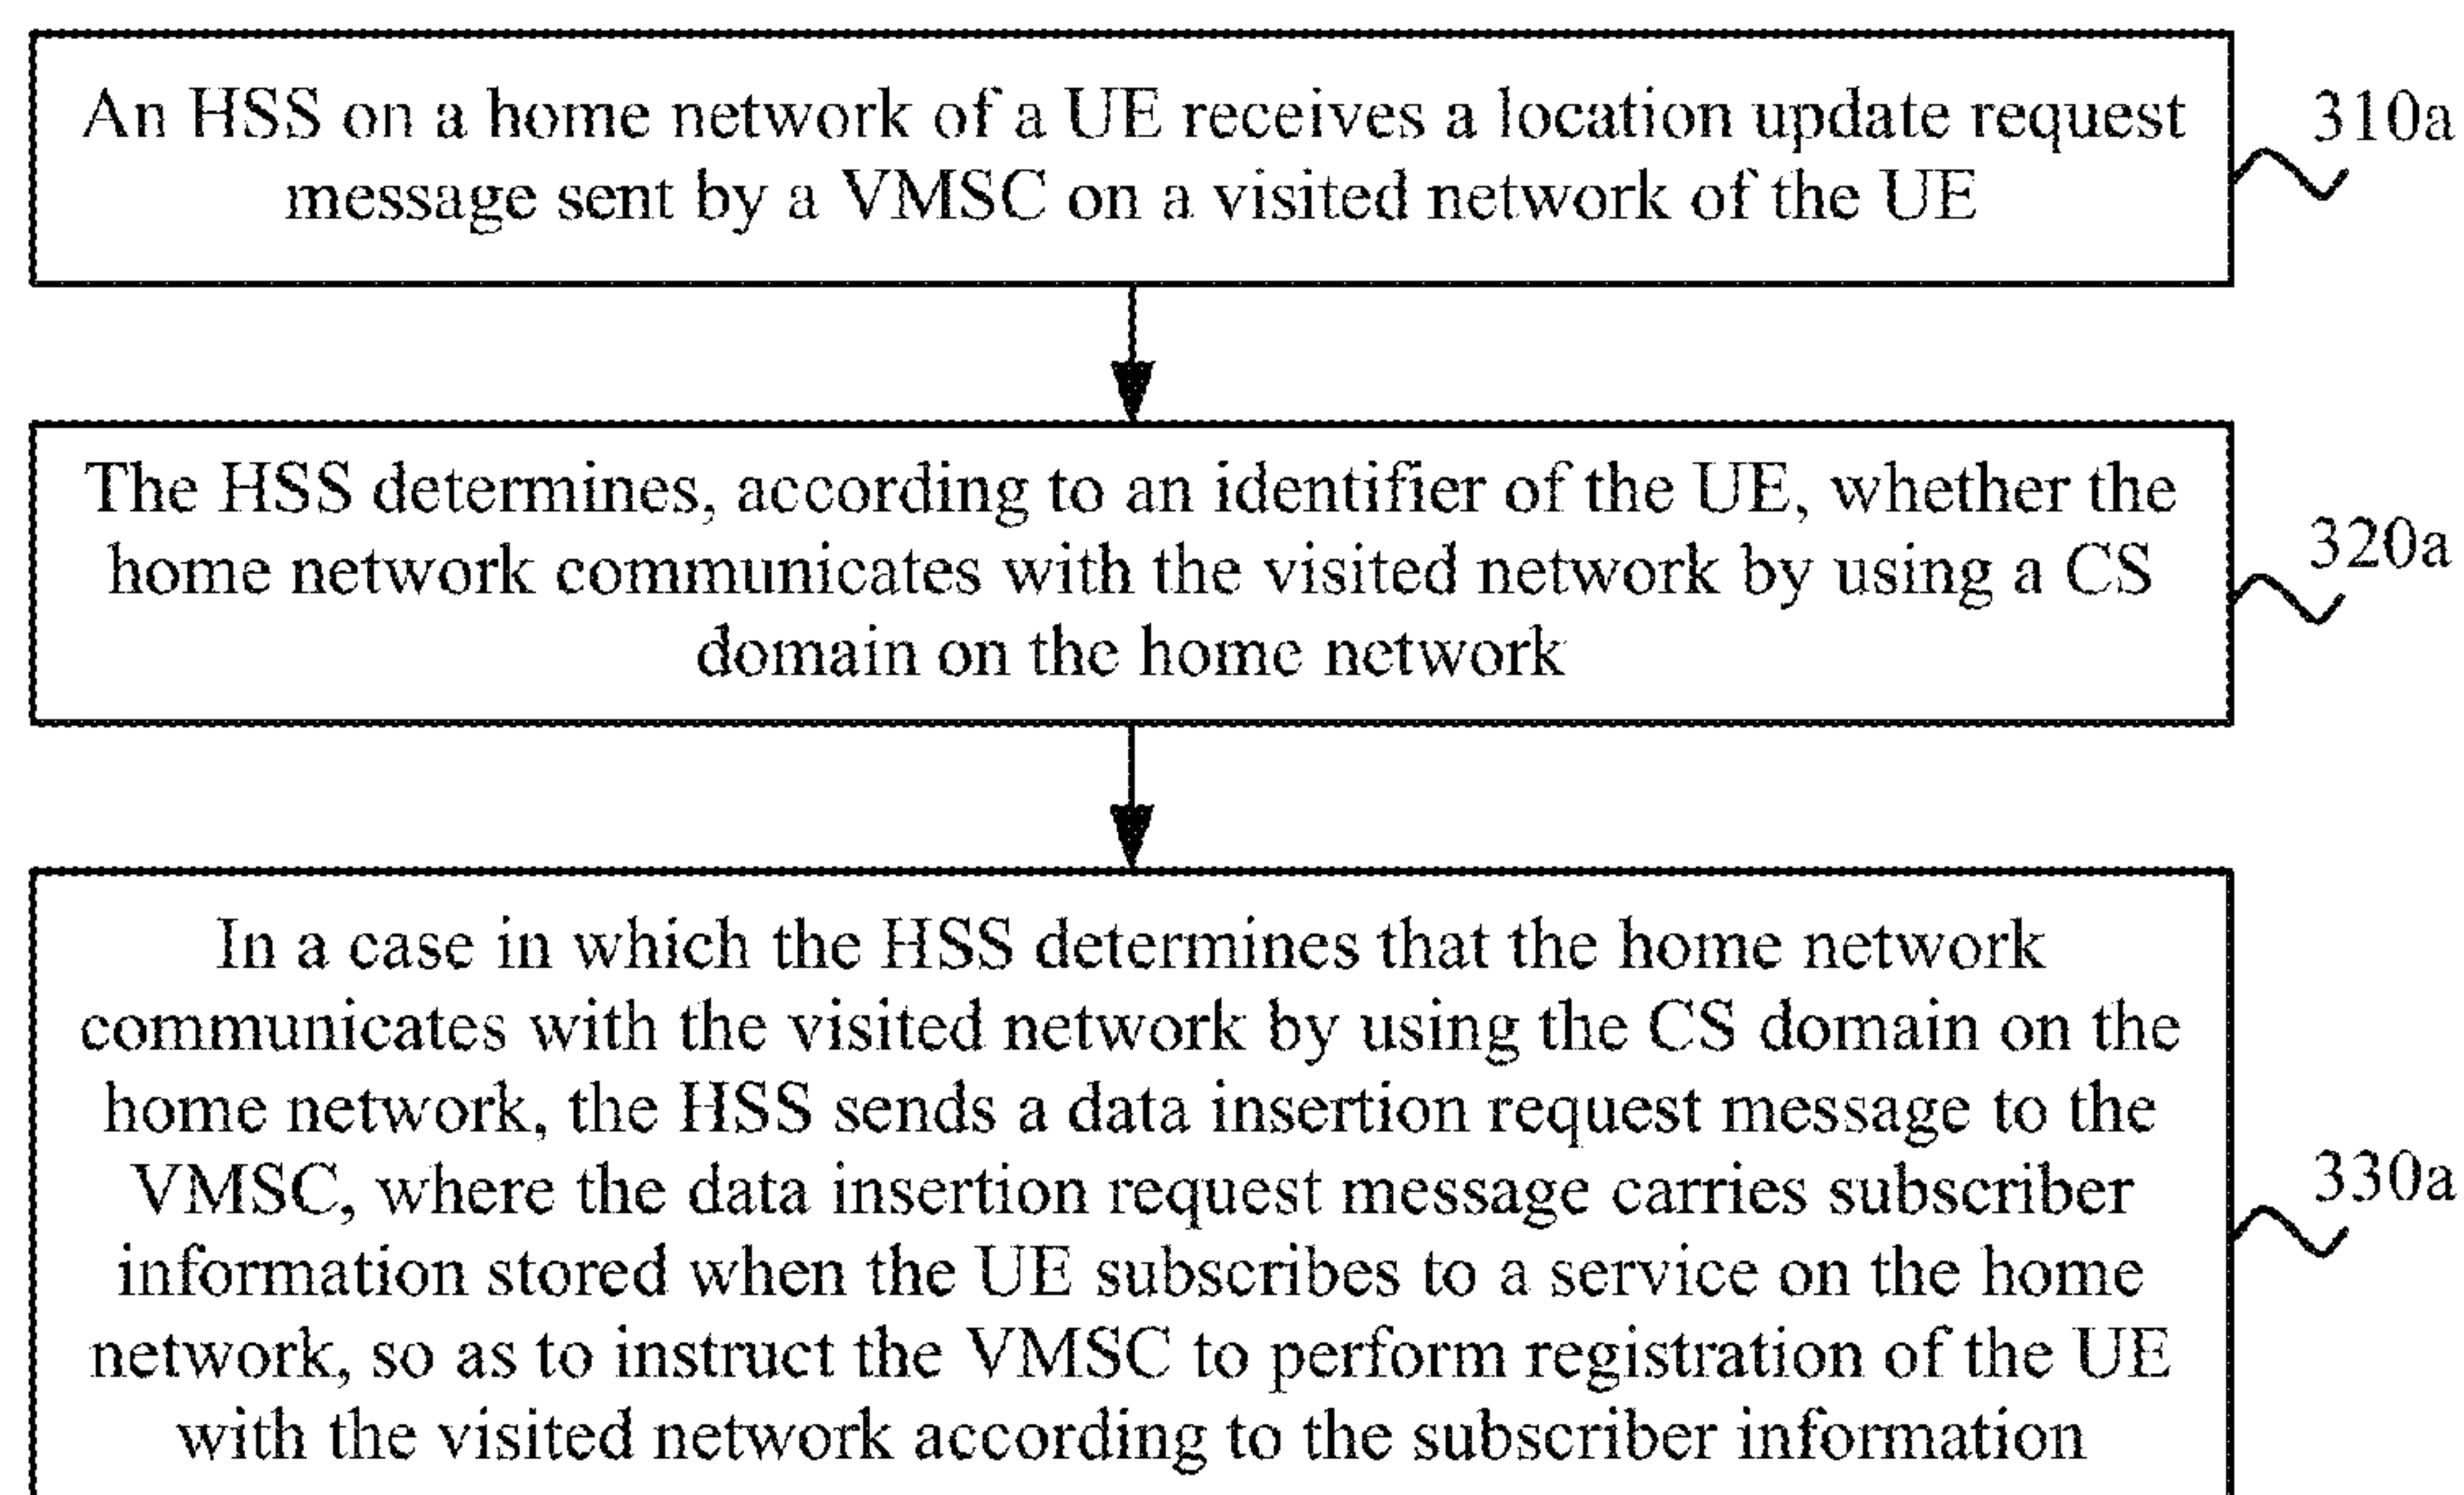 An HSS on a home network of a UE receives a location update request
message sent by a VMSC on a visited network of the UE
310a
The HSS determines, according to an identifier of the UE, whether the
home network communicates with the visited network by using a CS
domain on the home network
320a
In a case in which the HSS determines that the home network
communicates with the visited network by using the CS domain on the
home network, the HSS sends a data insertion request message to the
VMSC, where the data insertion request message carries subscriber
information stored when the UE subscribes to a service on the home
network, so as to instruct the VMSC to perform registration of the UE
with the visited network according to the subscriber information
330a